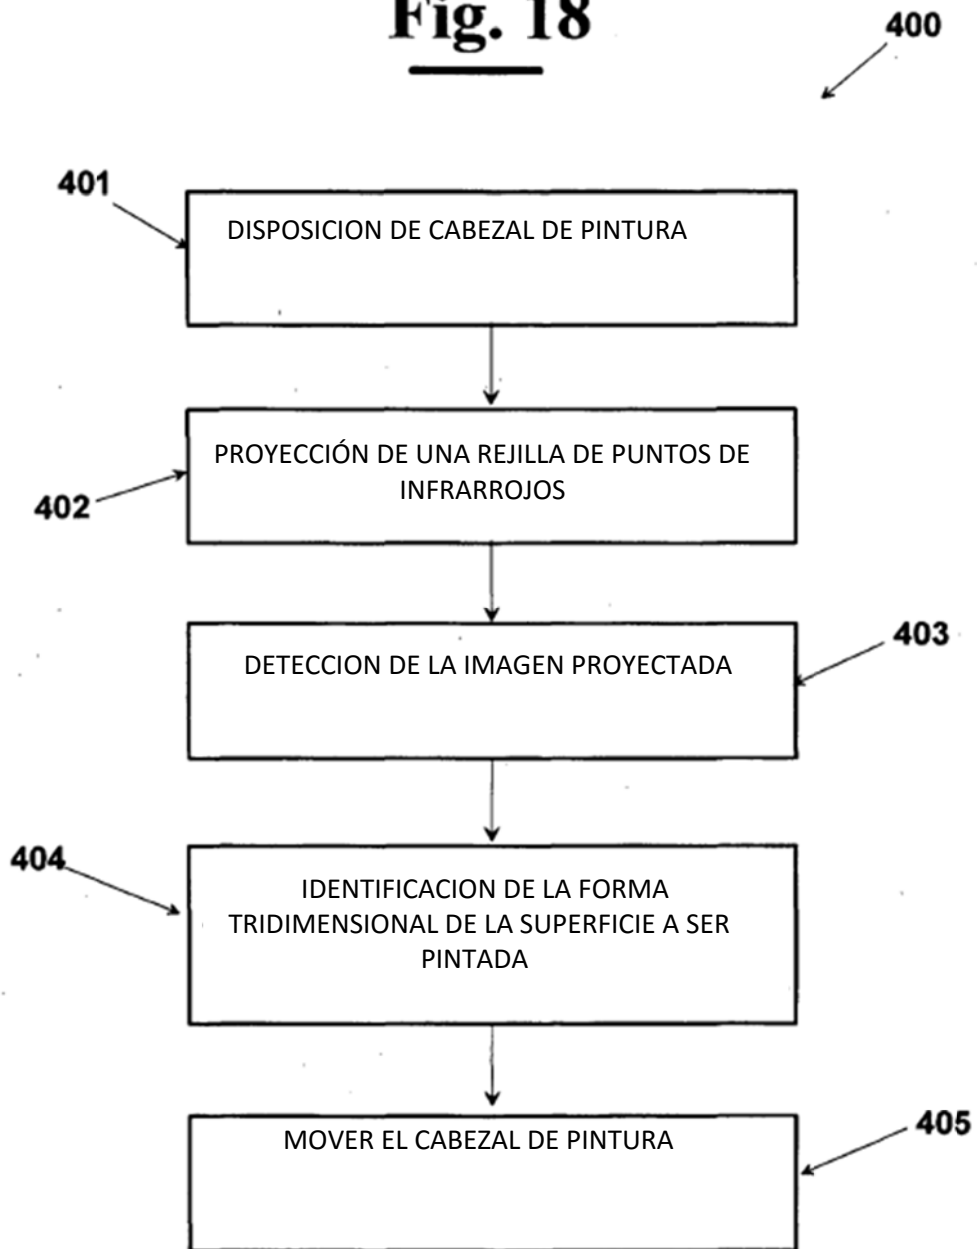 Fig. 18
400
401
DISPOSICION DE CABEZAL DE PINTURA
402
PROYECCIÓN DE UNA REJILLA DE PUNTOS DE
INFRARROJOS
403
DETECCION DE LA IMAGEN PROYECTADA
404
IDENTIFICACION DE LA FORMA
TRIDIMENSIONAL DE LA SUPERFICIE A SER
PINTADA
405
MOVER EL CABEZAL DE PINTURA